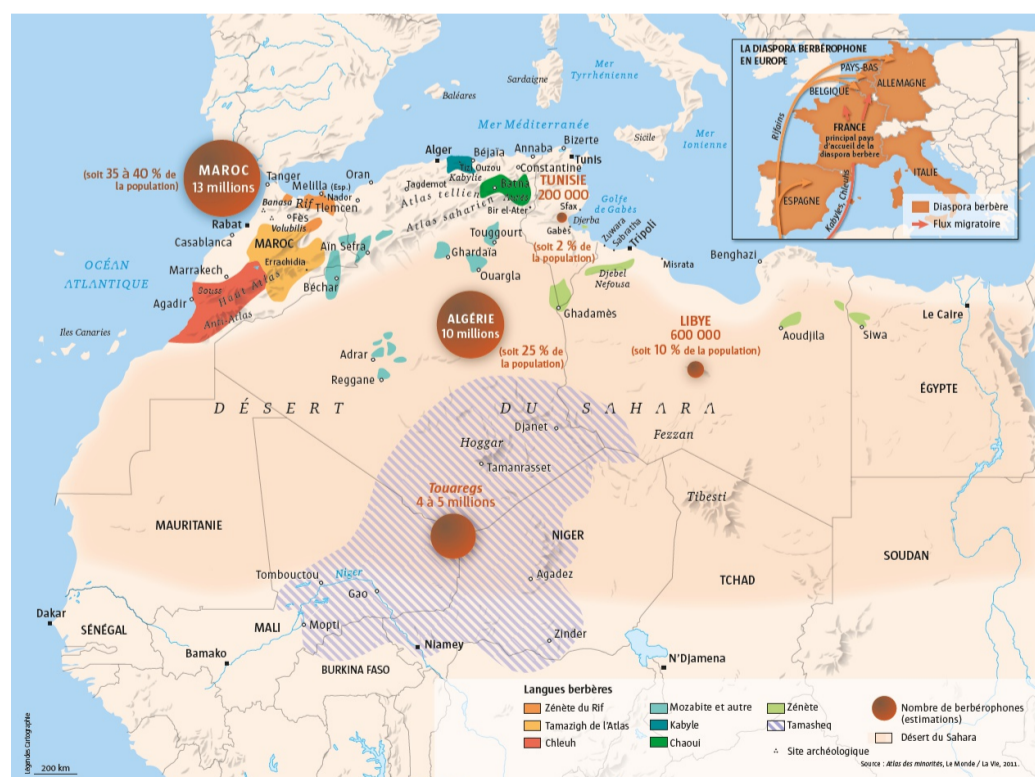 LA DIASPORA BERBÉROPHONE
EN EUROPE
PAYS-BAS
ALLEMAGNE
BELGIQUE
Rifains
FRANCE
principal pays
d'accueil de la
diaspora berbère
ITALIE
ESPAGNE
Kabyles, Chleuhs
Diaspora berbère
Flux migratoire
Mer
Tyrrhénienne
Sardaigne
Baléares
Mer Méditerranée
Sicile
Mer
Ionienne
MAROC
13 millions
(soit 35 à 40 % de
la population)
Tanger
Melilla (Esp.)
Nador
Oran
Alger
Béjaïa
Annaba
Bizerte
Tunis
Tizi Ouzou
Kabylie
Constantine
Banasa
Rif
Tlemcen
Tagdemot
Atlas tellien
Batna
Aurès
Bir el-Ater
TUNISIE
200 000
Sfax
Golfe
de Gabès
Djerba
Gabès
(soit 2 % de
la population)
Zuwara
Sabratha
Tripoli
Rabat
Fès
Volubilis
Casablanca
MAROC
Aïn Sefra
Atlas saharien
Touggourt
Ghardaïa
Ouargla
Misrata
Benghazi
Djebel
Nefousa
OCÉAN
ATLANTIQUE
Marrakech
Errachidia
Béchar
Souss
Haut Atlas
Agadir
Anti-Atlas
Iles Canaries
ALGÉRIE
10 millions
(soit 25 % de
la population)
Ghadamès
LIBYE
600 000
(soit 10 % de la population)
Aoudjila
Siwa
Le Caire
ÉGYPTE
Adrar
Reggane
DÉSERT DU SAHARA
Djanet
Fezzan
Hoggar
Tamanrasset
Touaregs
4 à 5 millions
Tibesti
MAURITANIE
NIGER
SOUDAN
TCHAD
Tombouctou
Niger
Gao
Agadez
Dakar
SÉNÉGAL
MALI
Mopti
Zinder
Bamako
Niamey
N'Djamena
BURKINA FASO
Langues berbères
Zénète du Rif
Tamazigh de l'Atlas
Chleuh
Mozabite et autre
Kabyle
Chaoui
Zénète
Tamasheq
Site archéologique
Nombre de berbérophones
(estimations)
Désert du Sahara
Source : Atlas des minorités, Le Monde / La Vie, 2011.
Légendes Cartographie
200 km